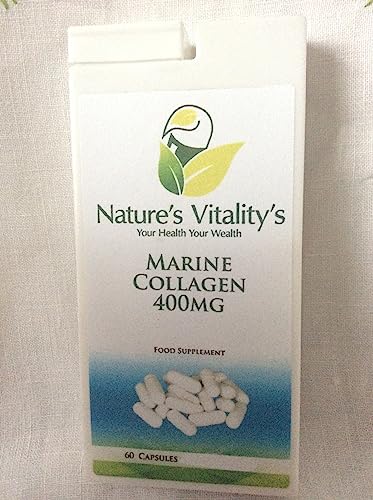 Nature's Vitality's
Your Health Your Wealth
MARINE
COLLAGEN
400MG
FOOD SUPPLEMENT
60 CAPSULES